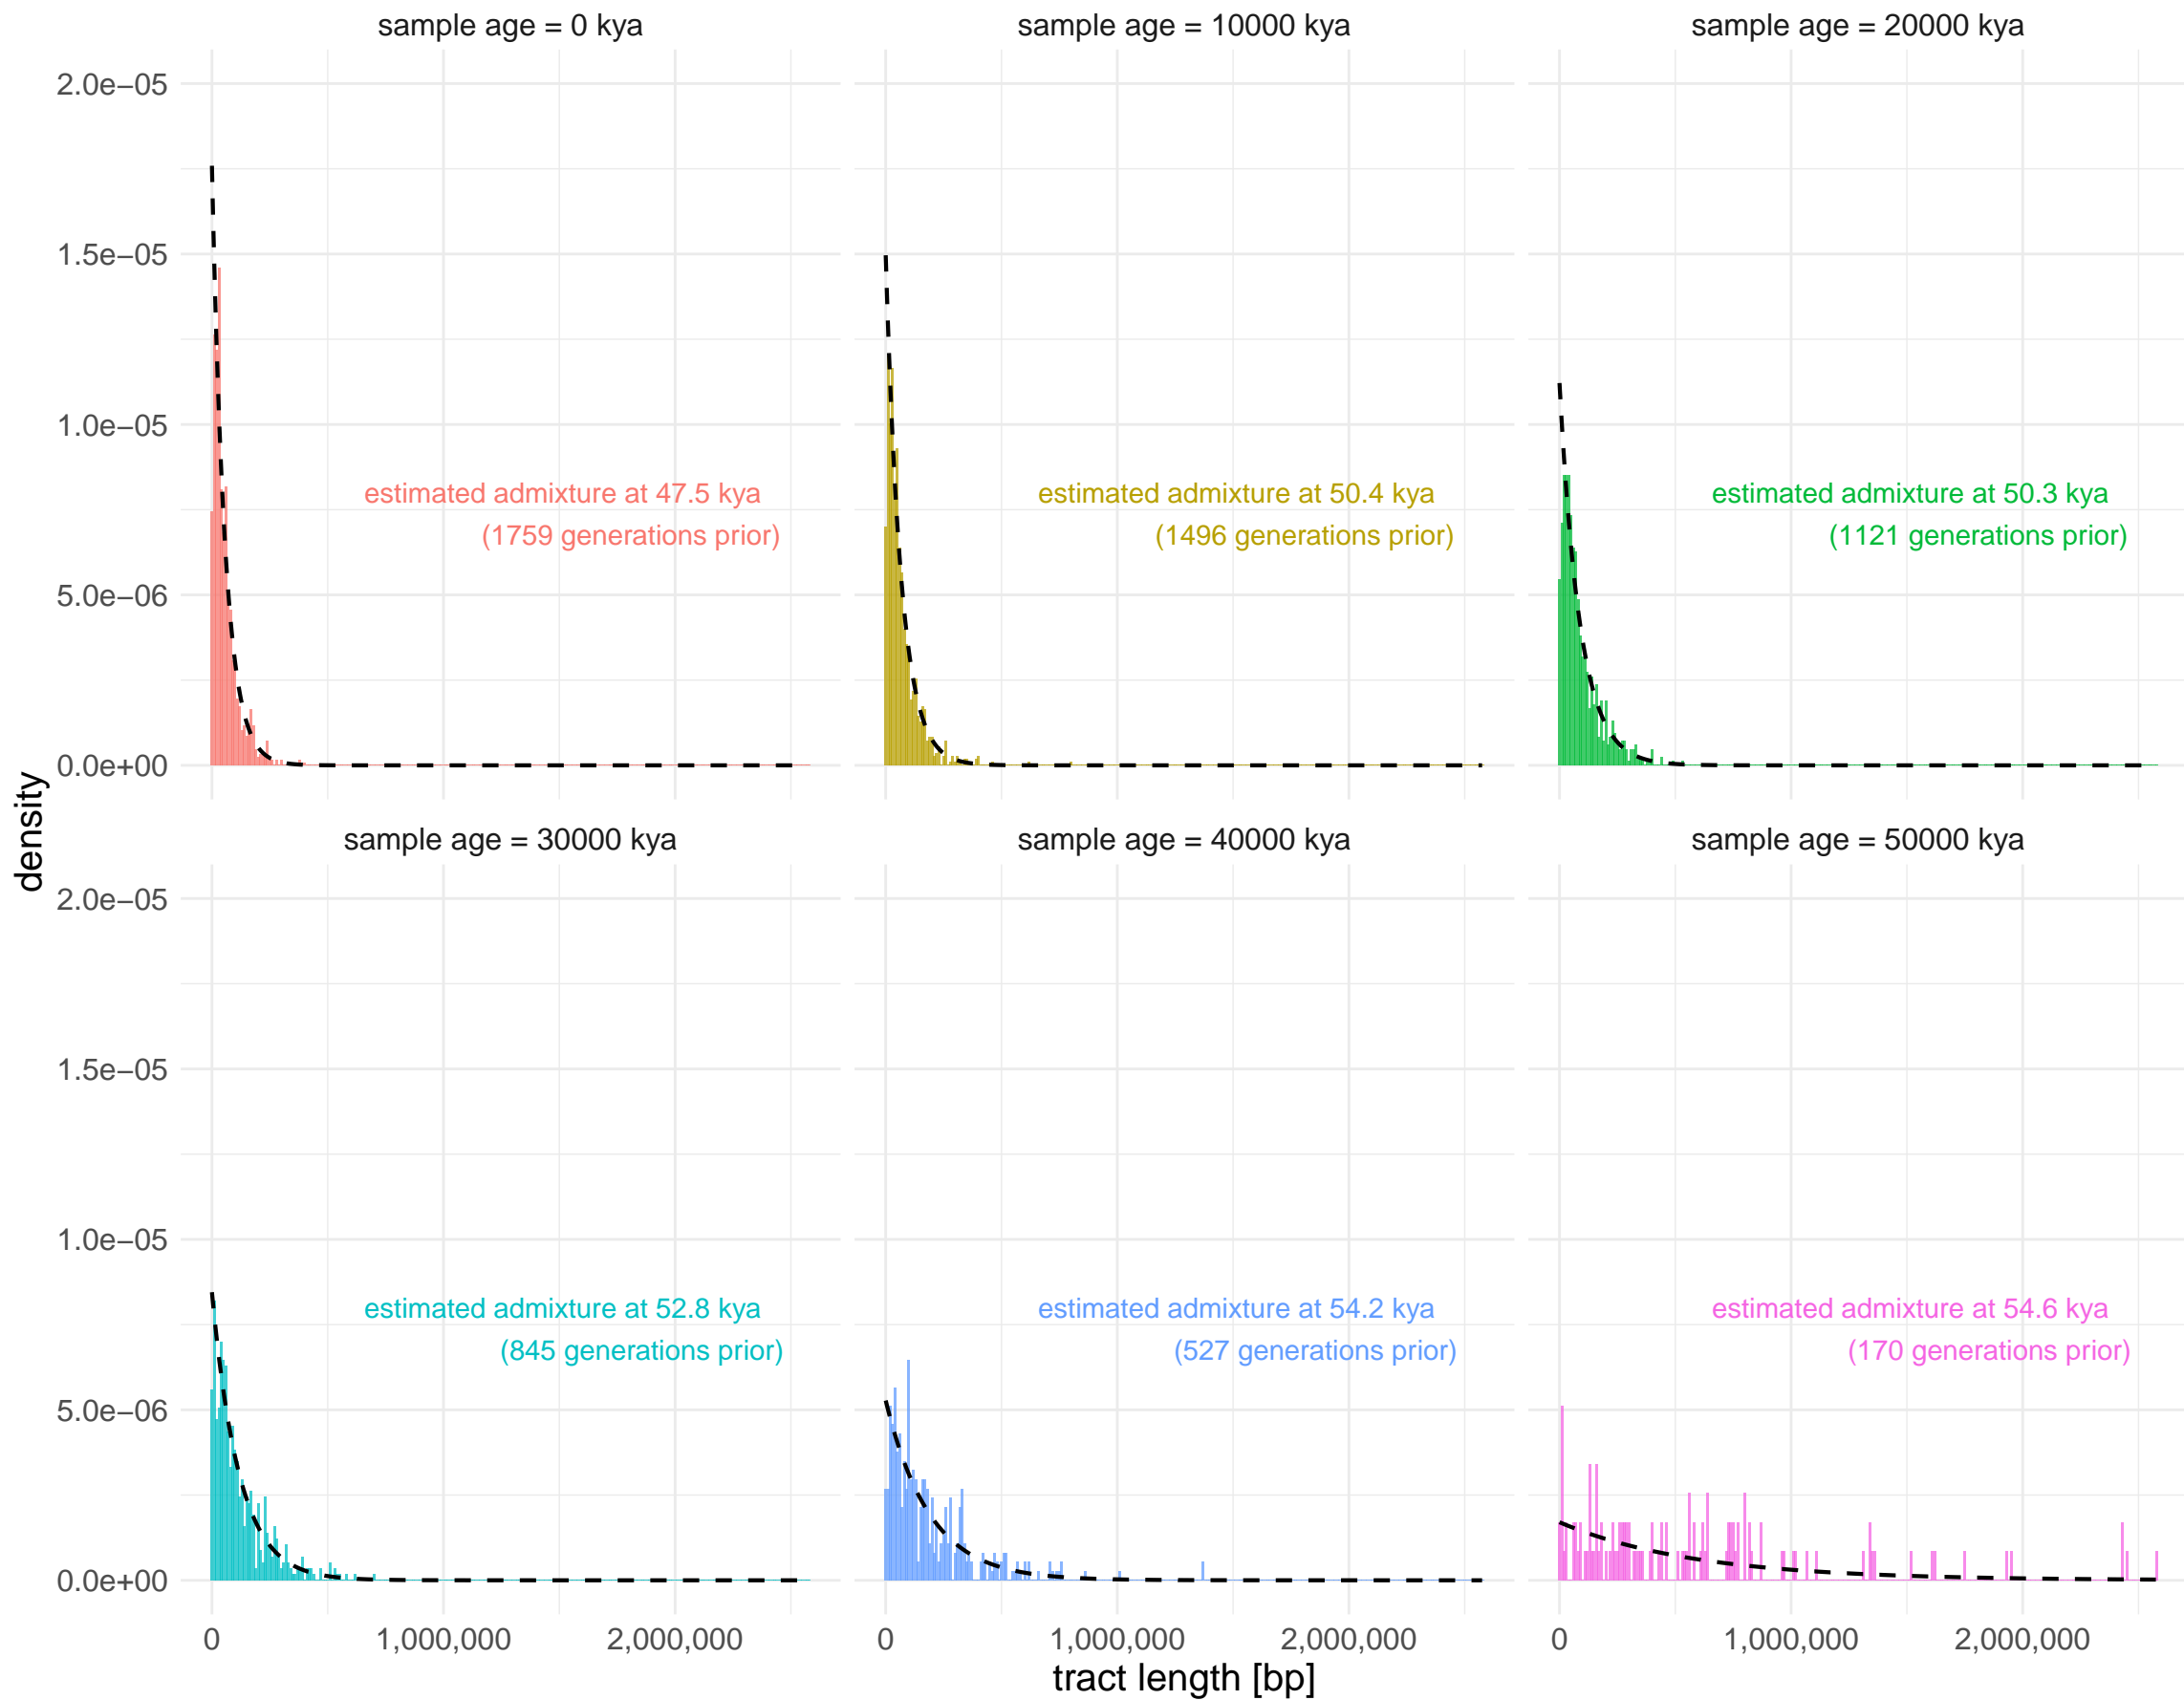 sample age = 0 kya
sample age = 10000 kya
sample age = 20000 kya
2.0e−05
1.5e−05
1.0e−05
5.0e−06
0.0e+00
estimated admixture at 47.5 kya
(1759 generations prior)
estimated admixture at 50.4 kya
(1496 generations prior)
estimated admixture at 50.3 kya
(1121 generations prior)
density
sample age = 30000 kya
sample age = 40000 kya
sample age = 50000 kya
2.0e−05
1.5e−05
1.0e−05
5.0e−06
0.0e+00
estimated admixture at 52.8 kya
(845 generations prior)
estimated admixture at 54.2 kya
(527 generations prior)
estimated admixture at 54.6 kya
(170 generations prior)
0 1,000,000 2,000,000
0 1,000,000 2,000,000
0 1,000,000 2,000,000
tract length [bp]